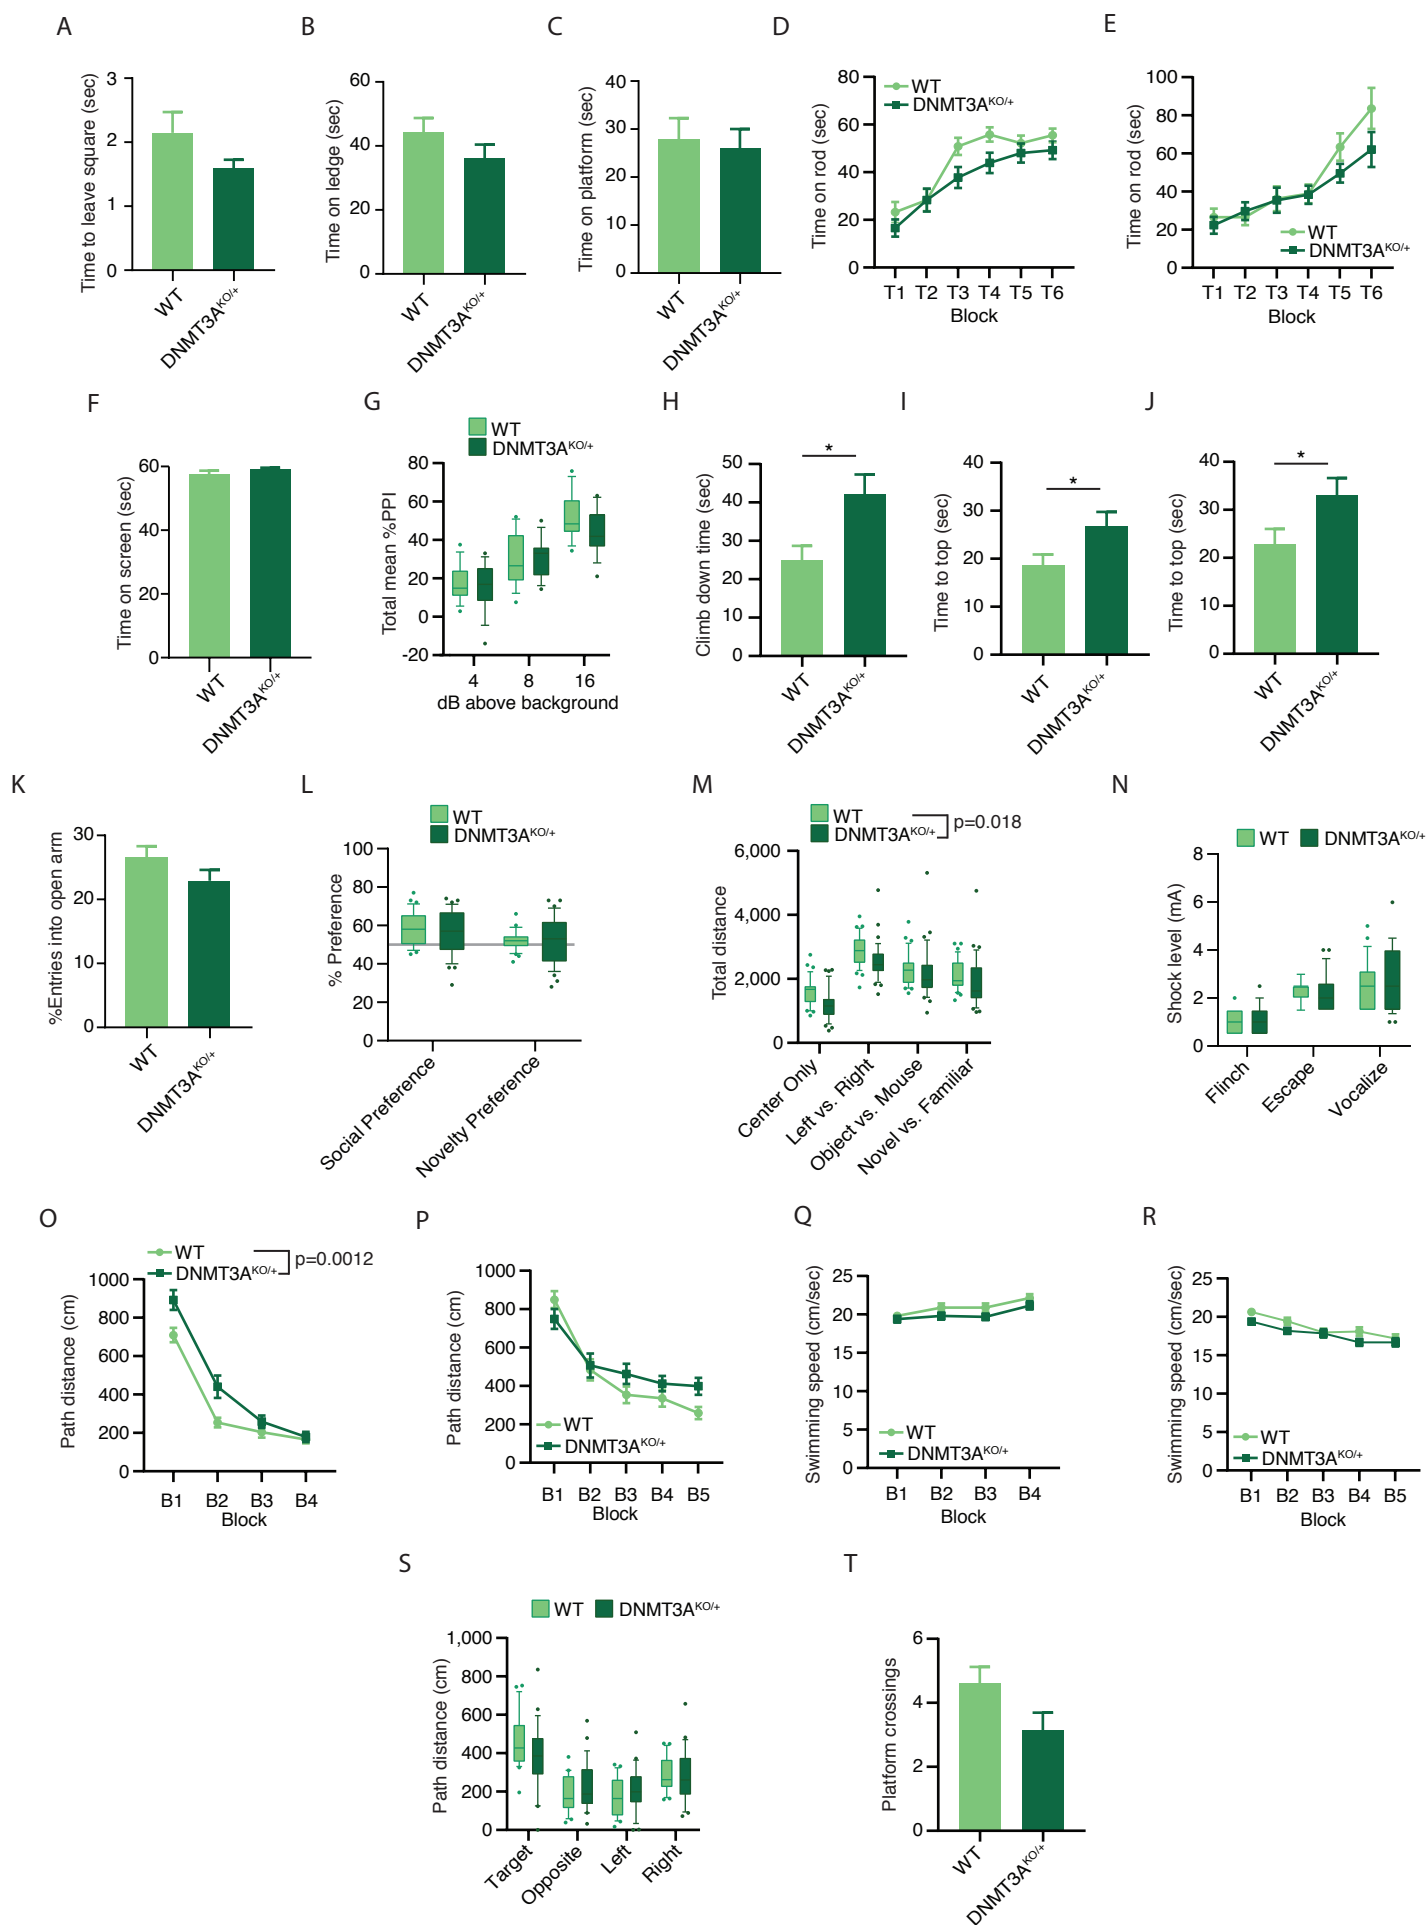 A
Time to leave square (sec)
3
2
1
0
WT
DNMT3AKO/+
B
Time on ledge (sec)
60
40
20
0
WT
DNMT3AKO/+
C
Time on platform (sec)
40
30
20
10
0
WT
DNMT3AKO/+
D
Time on rod (sec)
80
60
40
20
0
WT
DNMT3AKO/+
T1 T2 T3 T4 T5 T6
Block
E
Time on rod (sec)
100
80
60
40
20
0
WT
DNMT3AKO/+
T1 T2 T3 T4 T5 T6
Block
F
Time on screen (sec)
60
40
20
0
WT
DNMT3AKO/+
G
WT
DNMT3AKO/+
Total mean %PPI
80
60
40
20
0
-20
4 8 16
dB above background
H
Climb down time (sec)
50
40
30
20
10
0
*
WT
DNMT3AKO/+
I
Time to top (sec)
40
30
20
10
0
*
WT
DNMT3AKO/+
J
Time to top (sec)
40
30
20
10
0
*
WT
DNMT3AKO/+
K
%Entries into open arm
30
20
10
0
WT
DNMT3AKO/+
L
WT
DNMT3AKO/+
% Preference
100
80
60
40
20
0
Social Preference
Novelty Preference
M
WT
DNMT3AKO/+
p=0.018
Total distance
6,000
4,000
2,000
0
Center Only
Left vs. Right
Object vs. Mouse
Novel vs. Familiar
N
WT DNMT3AKO/+
Shock level (mA)
8
6
4
2
0
Flinch
Escape
Vocalize
O
WT
DNMT3AKO/+
p=0.0012
Path distance (cm)
1000
800
600
400
200
0
B1 B2 B3 B4
Block
P
Path distance (cm)
1000
800
600
400
200
0
WT
DNMT3AKO/+
B1 B2 B3 B4 B5
Block
Q
Swimming speed (cm/sec)
25
20
15
10
5
0
WT
DNMT3AKO/+
B1 B2 B3 B4
Block
R
Swimming speed (cm/sec)
25
20
15
10
5
0
WT
DNMT3AKO/+
B1 B2 B3 B4 B5
Block
S
WT DNMT3AKO/+
Path distance (cm)
1,000
800
600
400
200
0
Target
Opposite
Left
Right
T
Platform crossings
6
4
2
0
WT
DNMT3AKO/+